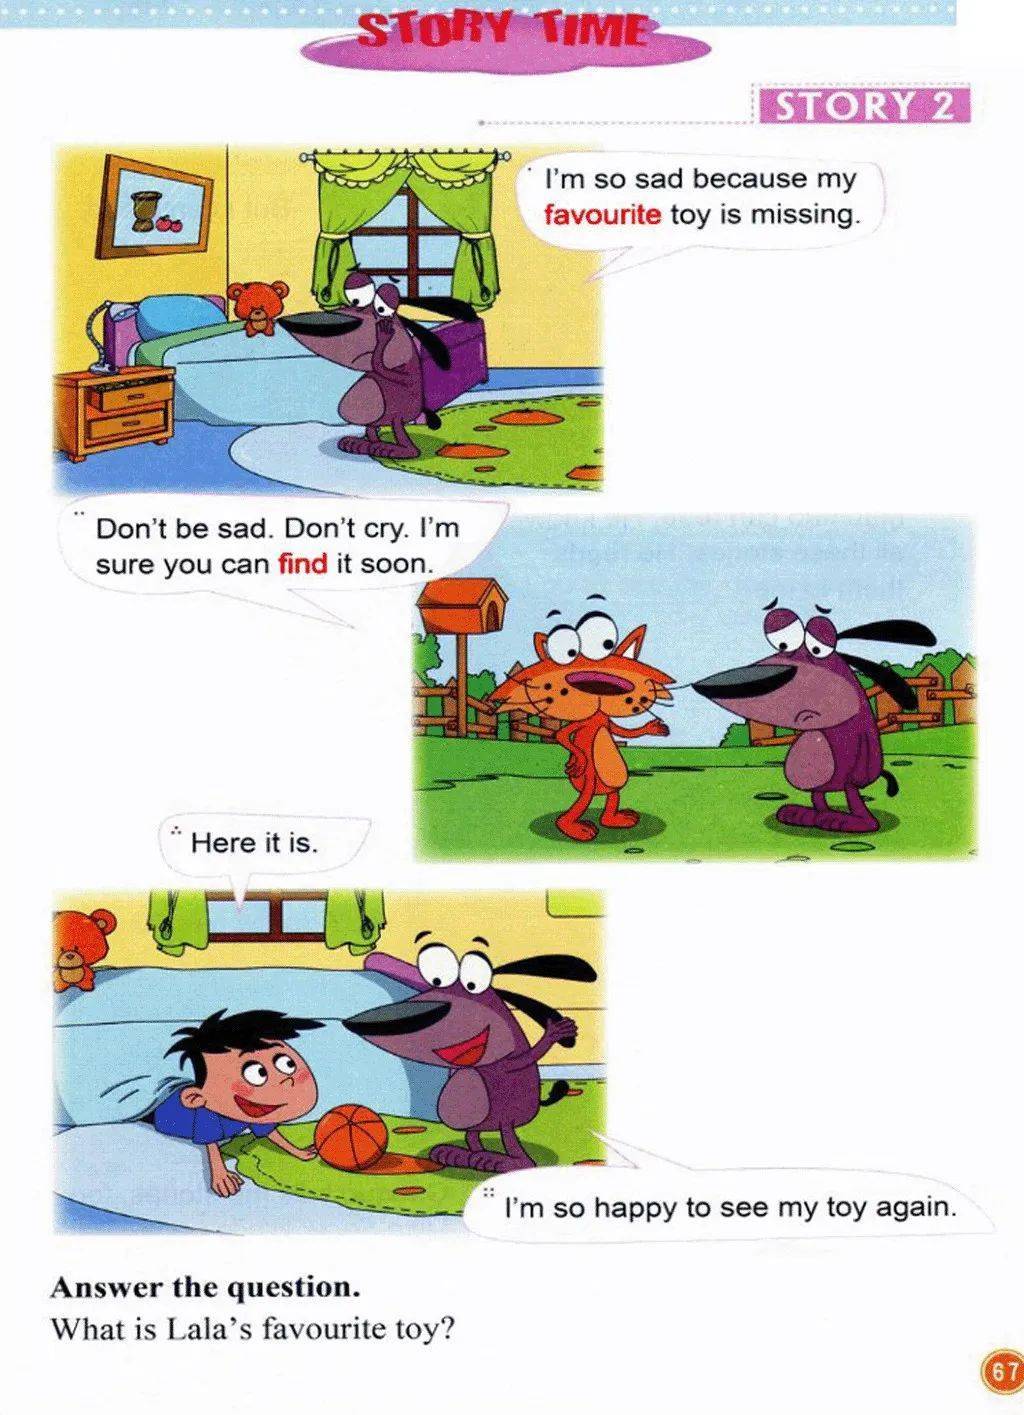 STORY TIME
STORY 2
I'm so sad because my
favourite toy is missing.
Don't be sad. Don't cry. I'm
sure you can find it soon.
Here it is.
I'm so happy to see my toy again.
Answer the question.
What is Lala's favourite toy?
67